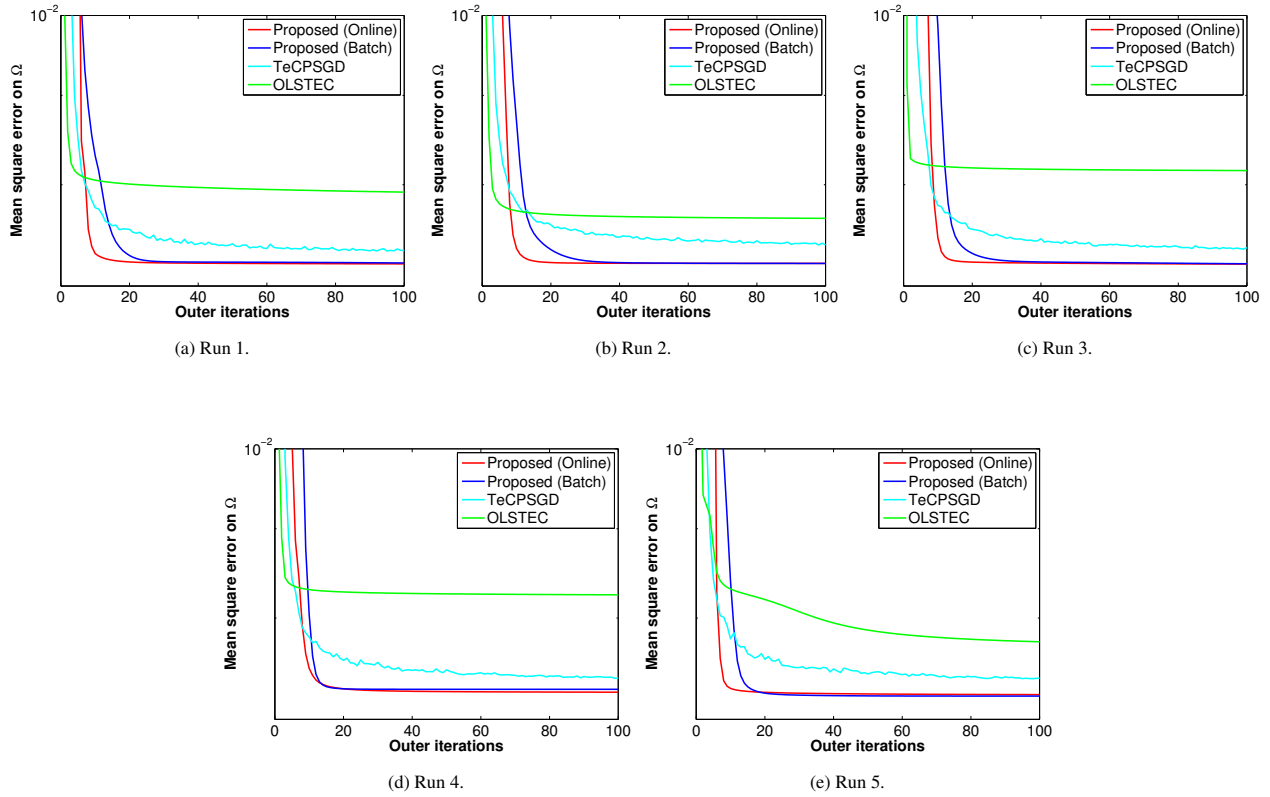 10⁻²
Mean square error on Ω
Proposed (Online)
Proposed (Batch)
TeCPSGD
OLSTEC
0 20 40 60 80 100
Outer iterations
(a) Run 1.
10⁻²
Mean square error on Ω
Proposed (Online)
Proposed (Batch)
TeCPSGD
OLSTEC
0 20 40 60 80 100
Outer iterations
(b) Run 2.
10⁻²
Mean square error on Ω
Proposed (Online)
Proposed (Batch)
TeCPSGD
OLSTEC
0 20 40 60 80 100
Outer iterations
(c) Run 3.
10⁻²
Mean square error on Ω
Proposed (Online)
Proposed (Batch)
TeCPSGD
OLSTEC
0 20 40 60 80 100
Outer iterations
(d) Run 4.
10⁻²
Mean square error on Ω
Proposed (Online)
Proposed (Batch)
TeCPSGD
OLSTEC
0 20 40 60 80 100
Outer iterations
(e) Run 5.